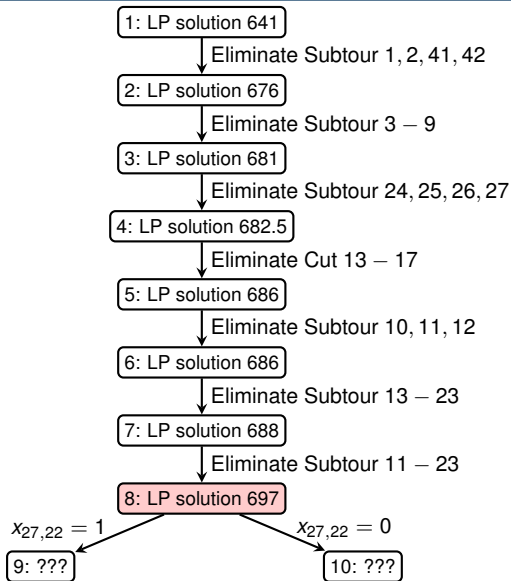 1: LP solution 641
Eliminate Subtour 1, 2, 41, 42
2: LP solution 676
Eliminate Subtour 3 − 9
3: LP solution 681
Eliminate Subtour 24, 25, 26, 27
4: LP solution 682.5
Eliminate Cut 13 − 17
5: LP solution 686
Eliminate Subtour 10, 11, 12
6: LP solution 686
Eliminate Subtour 13 − 23
7: LP solution 688
Eliminate Subtour 11 − 23
8: LP solution 697
x27,22 = 1
x27,22 = 0
9: ???
10: ???